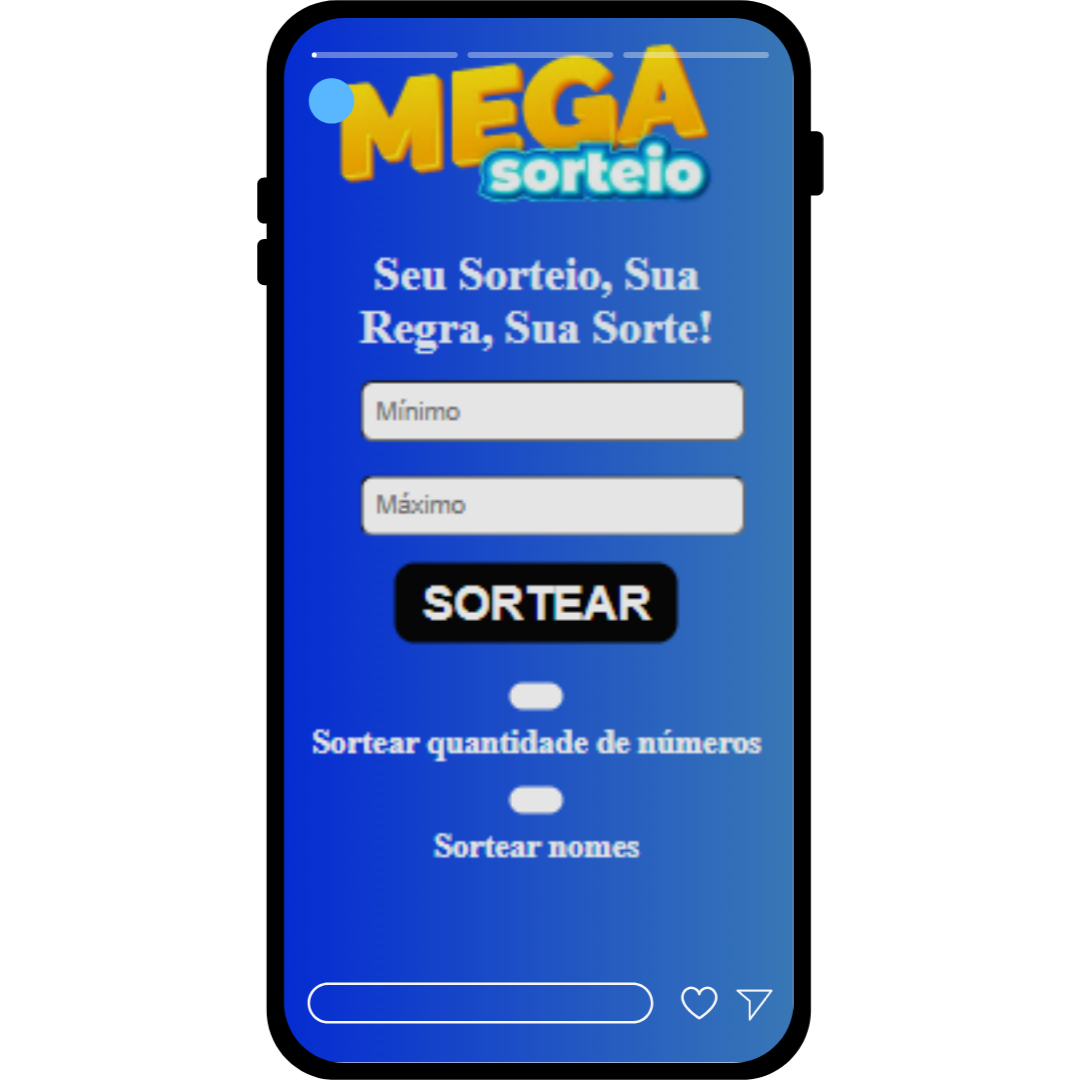 MEGA
sorteio
Seu Sorteio, Sua
Regra, Sua Sorte!
Mínimo
Máximo
SORTEAR
Sortear quantidade de números
Sortear nomes